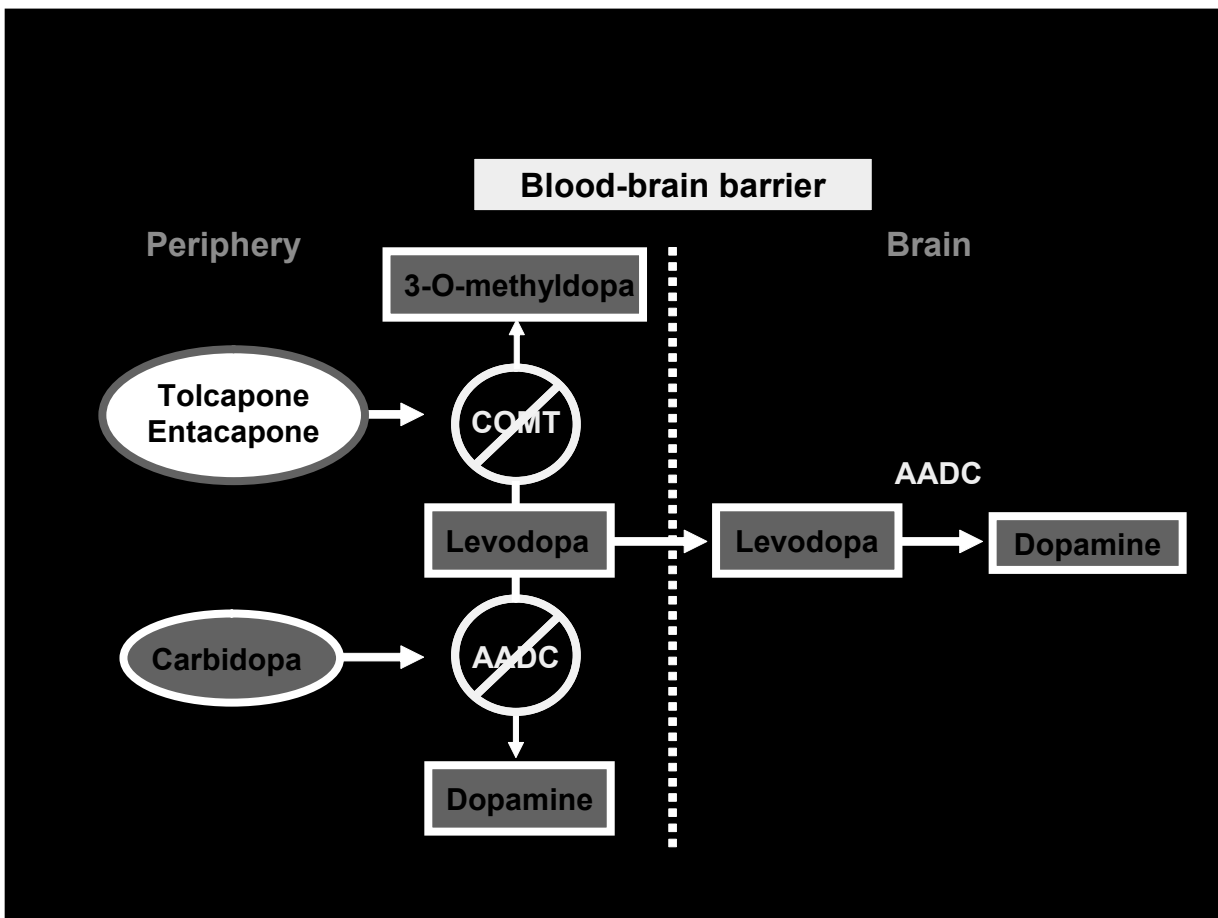 Blood-brain barrier
Periphery
Brain
3-O-methyldopa
Tolcapone
Entacapone
COMT
AADC
Levodopa
Levodopa
Dopamine
Carbidopa
AADC
Dopamine